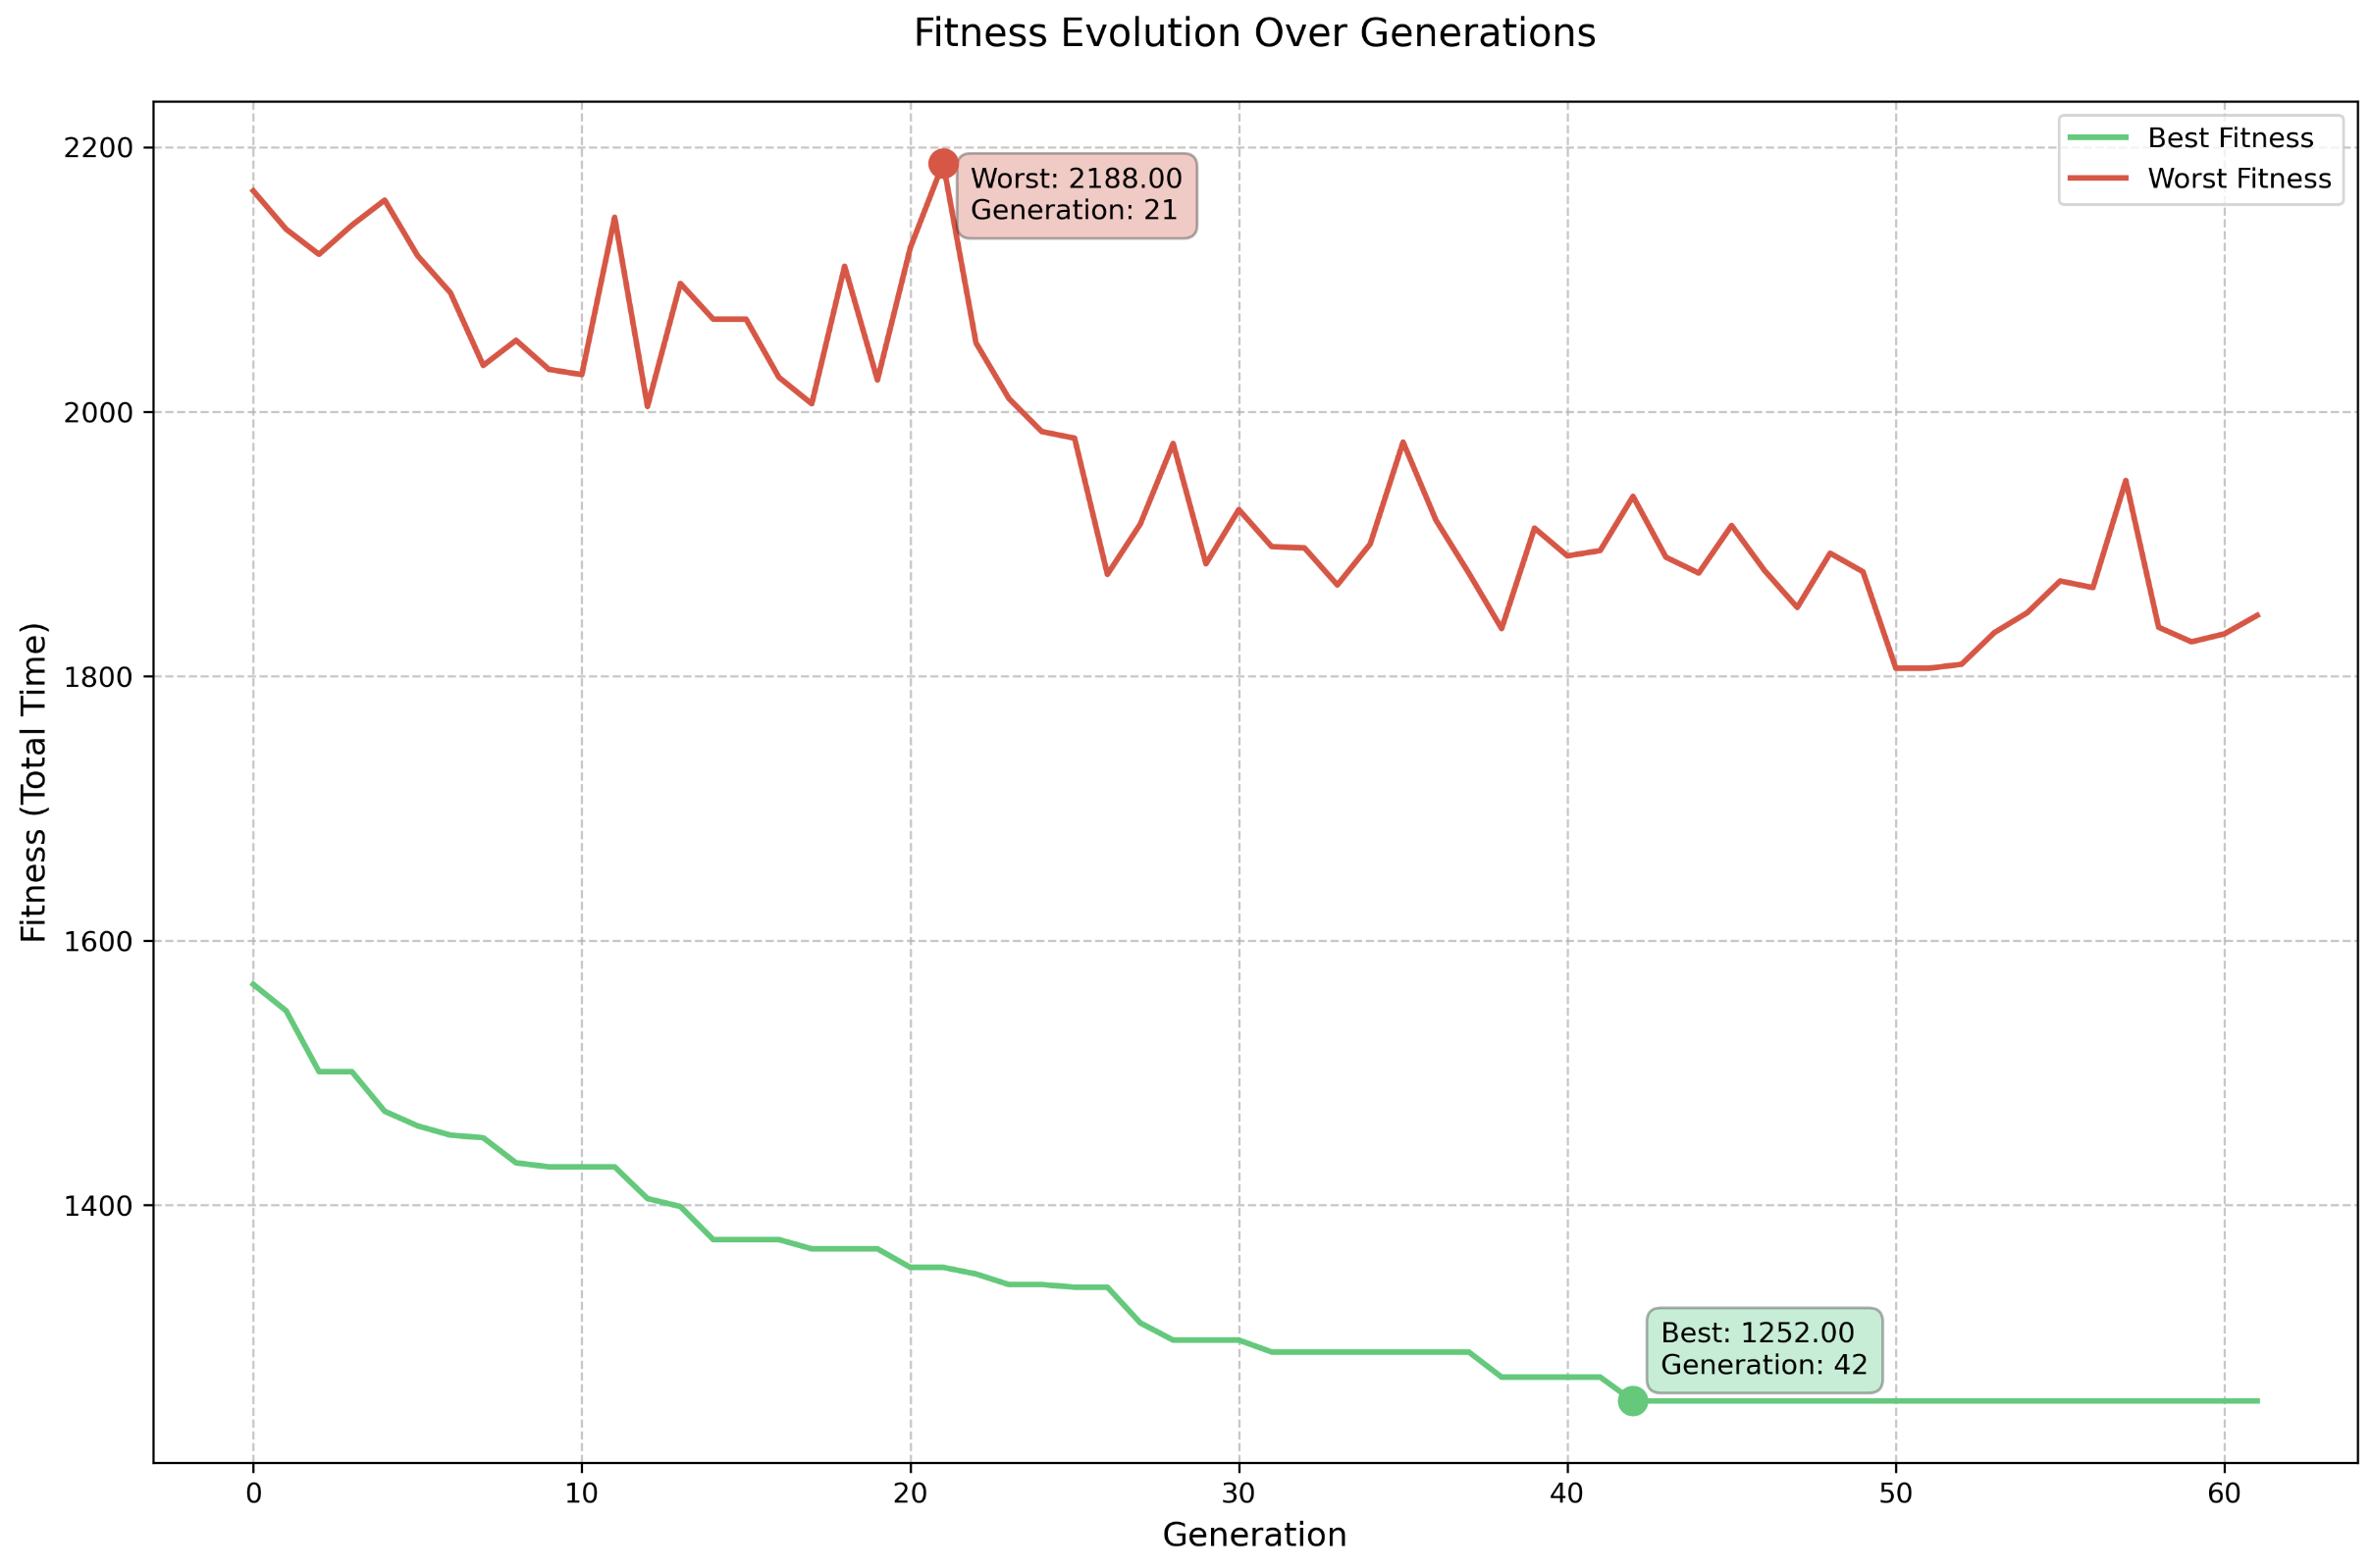 Fitness Evolution Over Generations
Fitness (Total Time)
2200
2000
1800
1600
1400
Best Fitness
Worst Fitness
Worst: 2188.00
Generation: 21
Best: 1252.00
Generation: 42
0 10 20 30 40 50 60
Generation